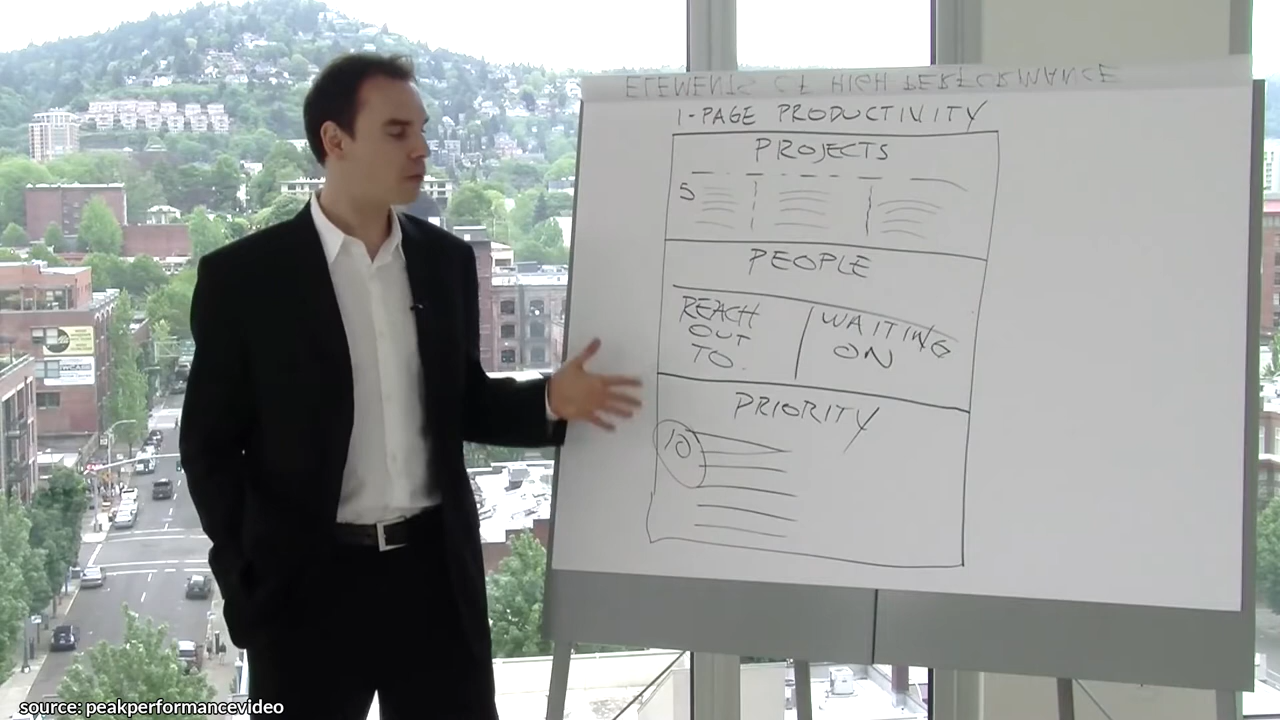 ELEMENTS OF HIGH PERFORMANCE
1-PAGE PRODUCTIVITY
PROJECTS
5
PEOPLE
REACH
OUT
TO.
WAITING
ON
PRIORITY
10
source: peakperformancevideo